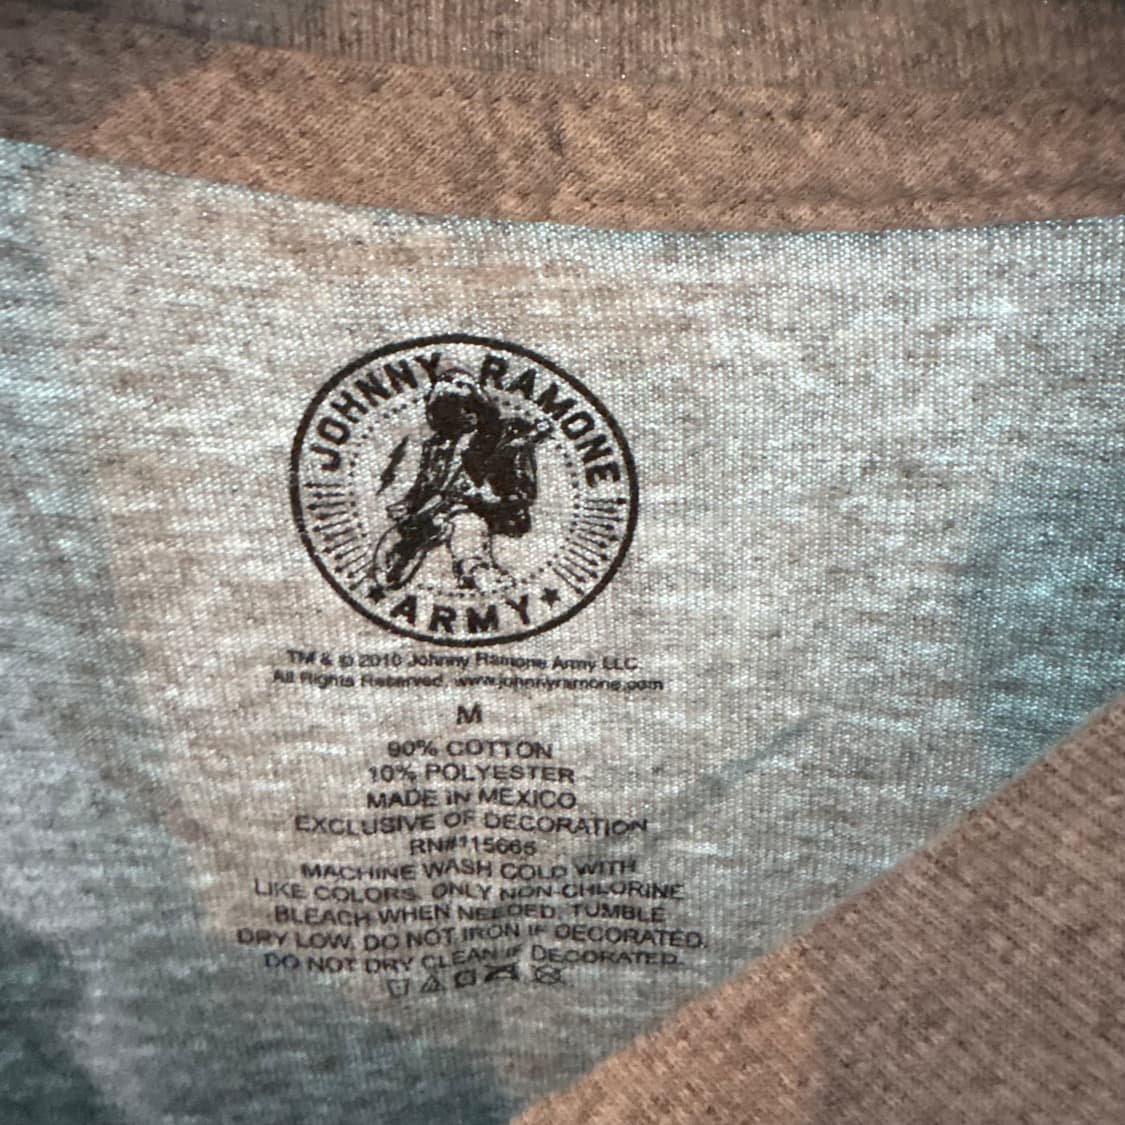 JOHNNY RAMONE
★ ARMY ★
TM & © 2010 Johnny Ramone Army LLC.
All Rights Reserved. www.johnnyramone.com
M
90% COTTON
10% POLYESTER
MADE IN MEXICO
EXCLUSIVE OF DECORATION
RN#115665
MACHINE WASH COLD WITH
LIKE COLORS. ONLY NON-CHLORINE
BLEACH WHEN NEEDED. TUMBLE
DRY LOW. DO NOT IRON IF DECORATED.
DO NOT DRY CLEAN IF DECORATED.